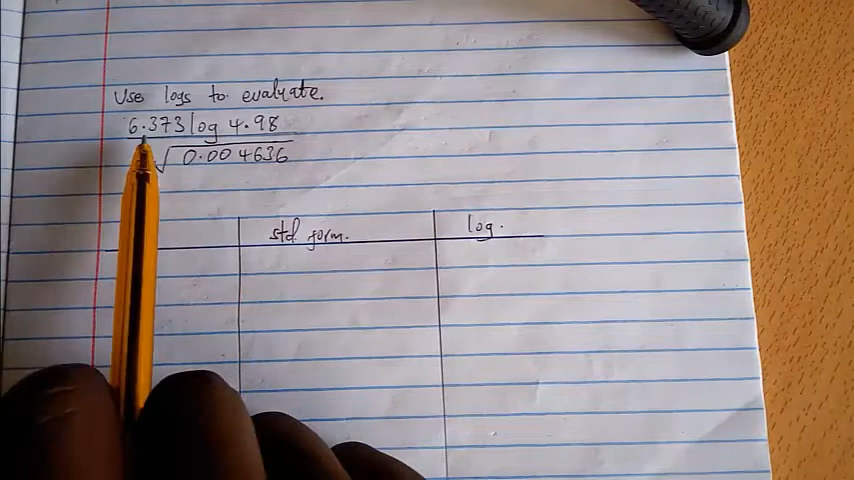 Use logs to evaluate.
6.373 log 4.98
√0.004636
std form. log.